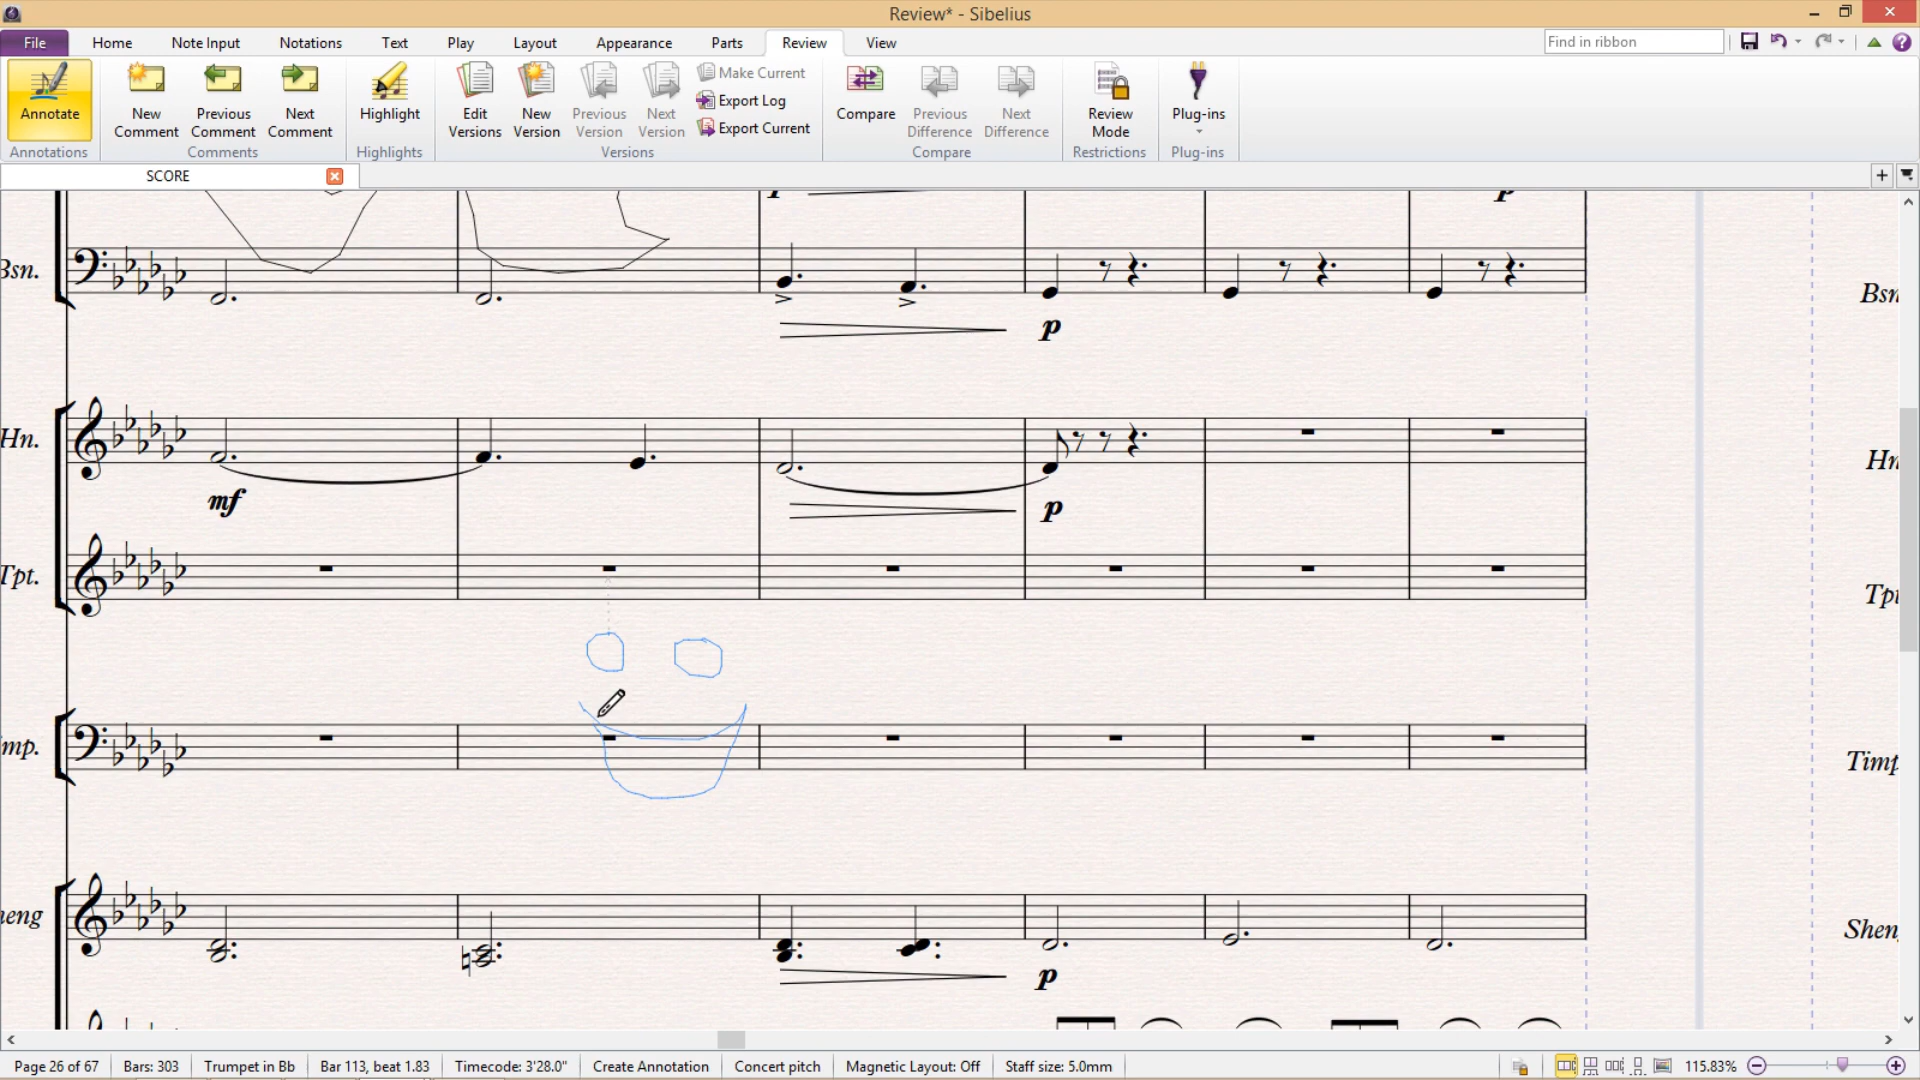 Review* - Sibelius
File Home Note Input Notations Text Play Layout Appearance Parts Review View Find in ribbon
Annotate New Comment Previous Comment Next Comment Highlight Edit Versions New Version Previous Version Next Version Make Current Export Log Export Current Compare Previous Difference Next Difference Review Mode Plug-ins
Annotations Comments Highlights Versions Compare Restrictions Plug-ins
SCORE
p p
Bsn. Bsn
p
Hn. Hn
mf p
Tpt. Tpt
mp. Timp
heng Shen
p
Page 26 of 67 Bars: 303 Trumpet in Bb Bar 113, beat 1.83 Timecode: 3'28.0" Create Annotation Concert pitch Magnetic Layout: Off Staff size: 5.0mm 115.83%